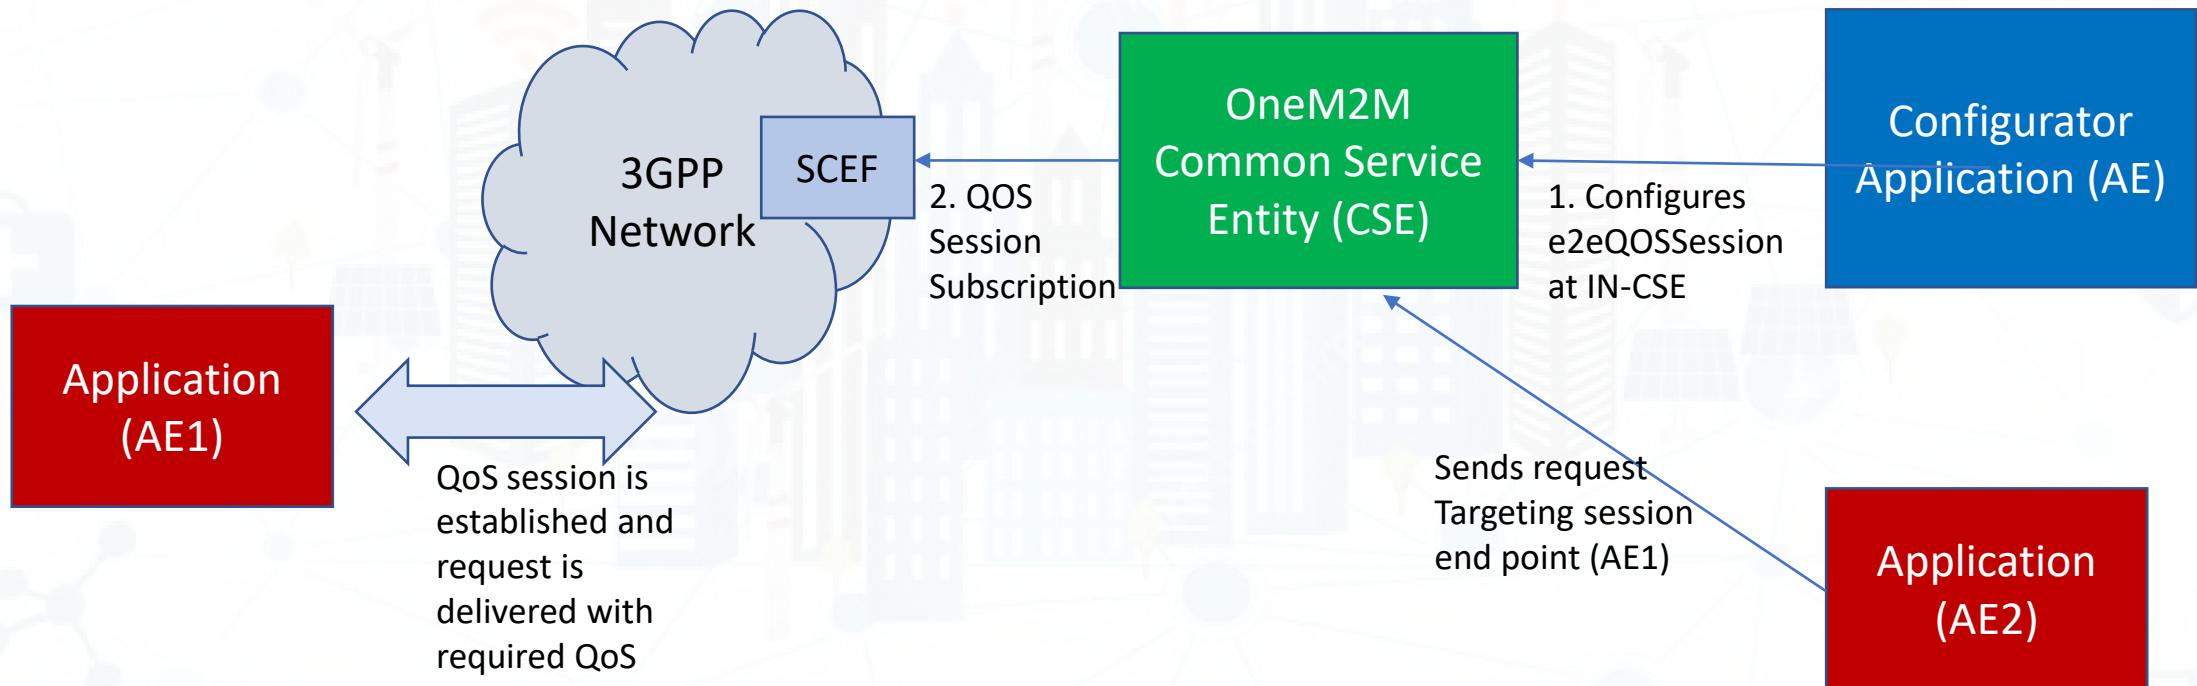 3GPP
Network
SCEF
2. QOS
Session
Subscription
OneM2M
Common Service
Entity (CSE)
1. Configures
e2eQOSSession
at IN-CSE
Configurator
Application (AE)
Application
(AE1)
QoS session is
established and
request is
delivered with
required QoS
Sends request
Targeting session
end point (AE1)
Application
(AE2)